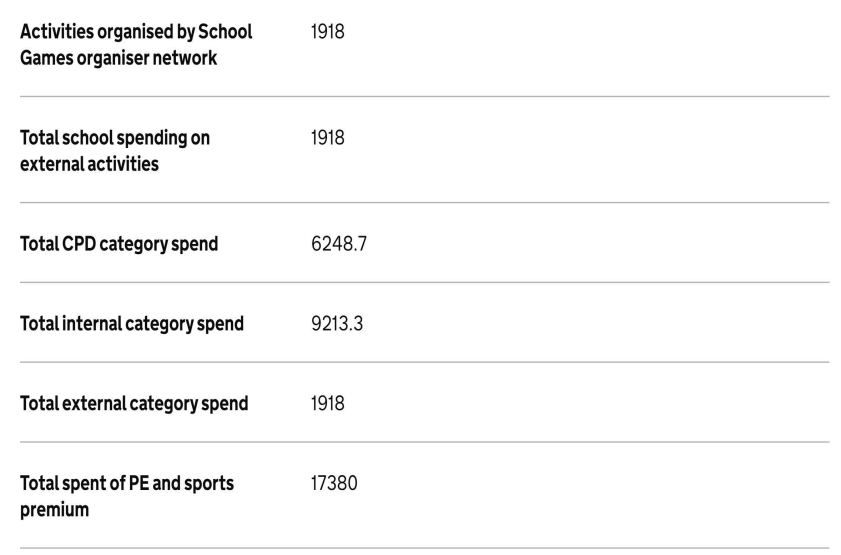 Activities organised by School 1918
Games organiser network
Total school spending on 1918
external activities
Total CPD category spend 6248.7
Total internal category spend 9213.3
Total external category spend 1918
Total spent of PE and sports 17380
premium